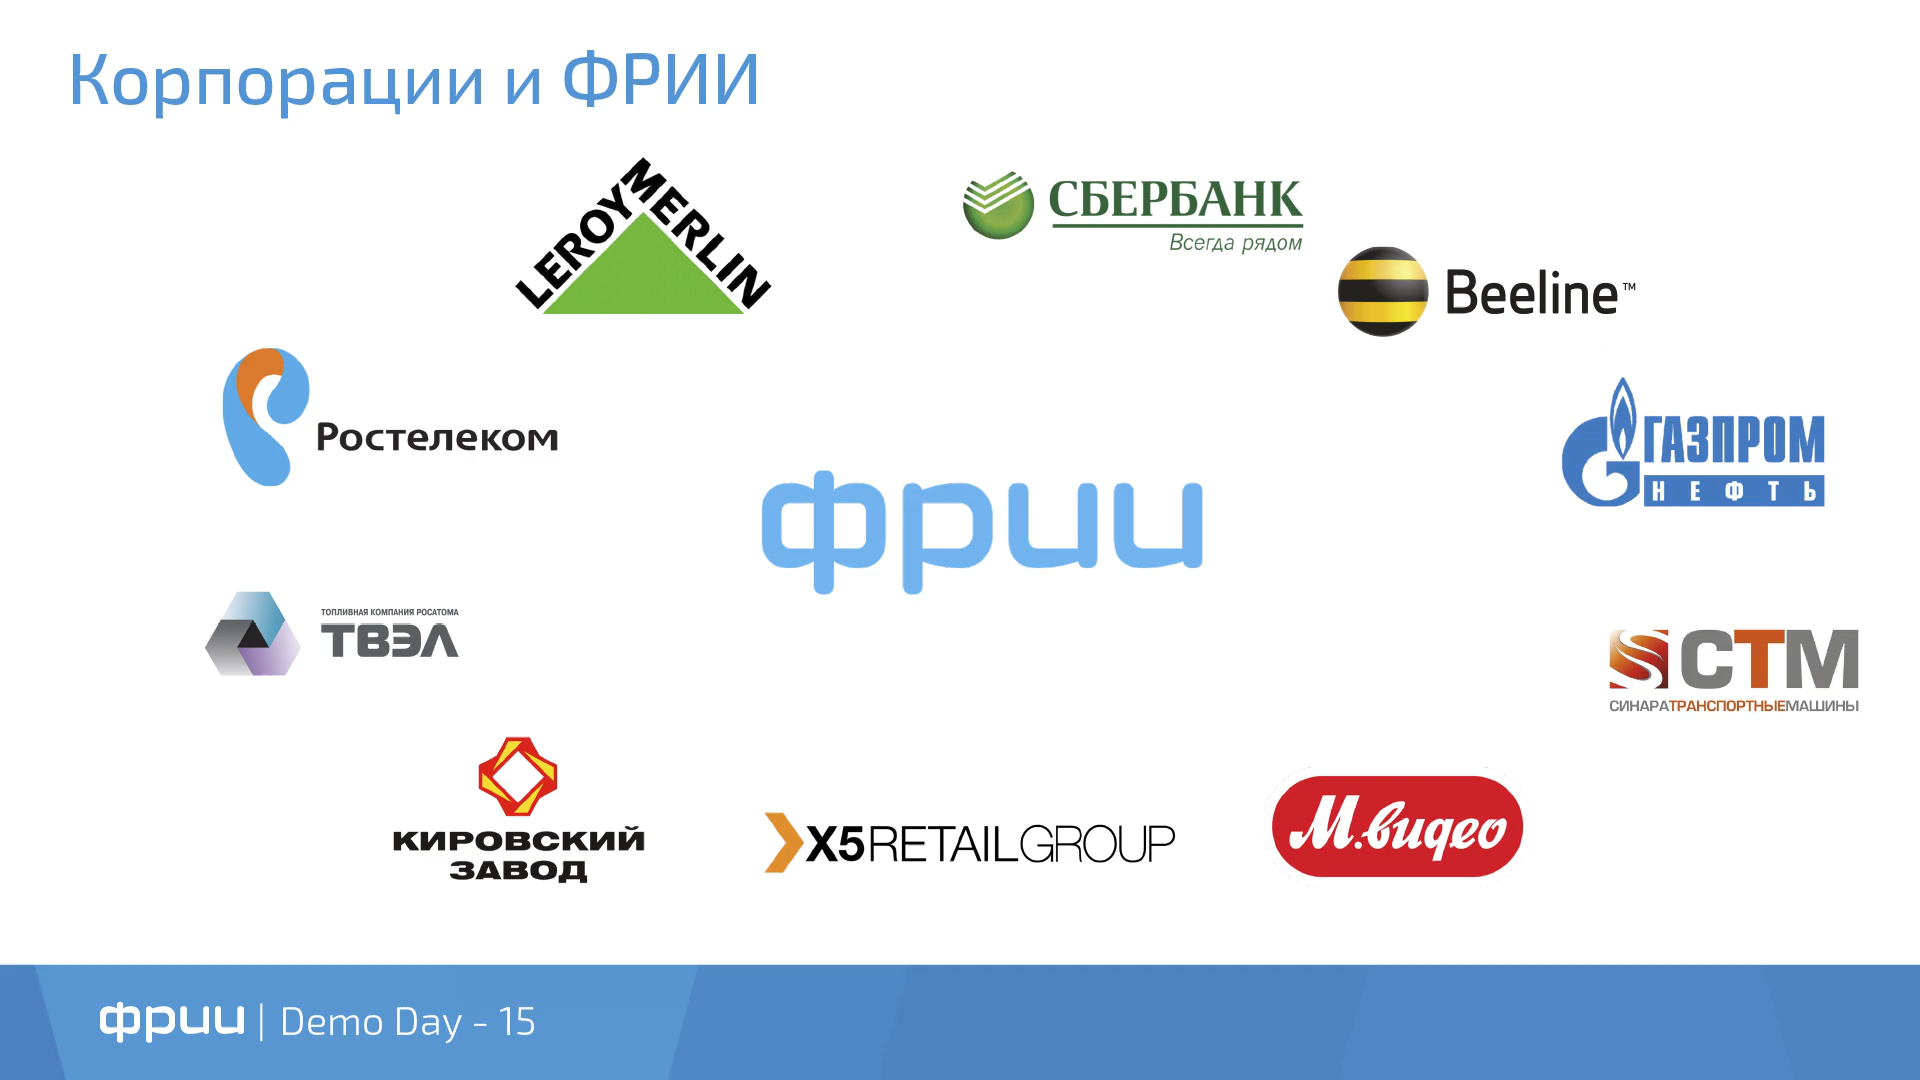 Корпорации и ФРИИ
LEROY MERLIN
СБЕРБАНК
Всегда рядом
Beeline™
Ростелеком
ГАЗПРОМ
НЕФТЬ
фрии
ТОПЛИВНАЯ КОМПАНИЯ РОСАТОМА
ТВЭЛ
СТМ
СИНАРАТРАНСПОРТНЫЕМАШИНЫ
КИРОВСКИЙ
ЗАВОД
X5RETAILGROUP
М.видео
фрии | Demo Day - 15